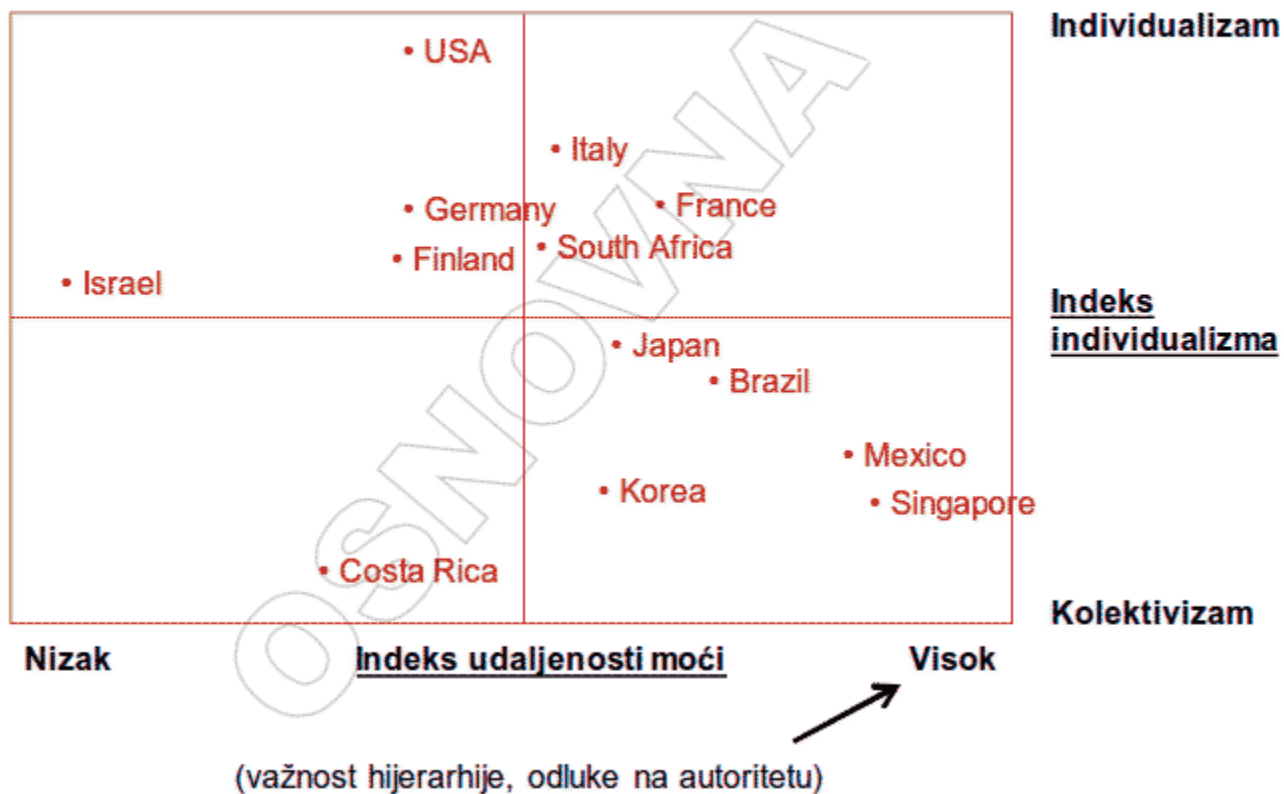 Individualizam
• USA
• Italy
• Germany
• France
• South Africa
• Finland
• Israel
Indeks
individualizma
• Japan
• Brazil
• Mexico
• Korea
• Singapore
• Costa Rica
Kolektivizam
Nizak
Indeks udaljenosti moći
Visok
(važnost hijerarhije, odluke na autoritetu)
OSNOVNA